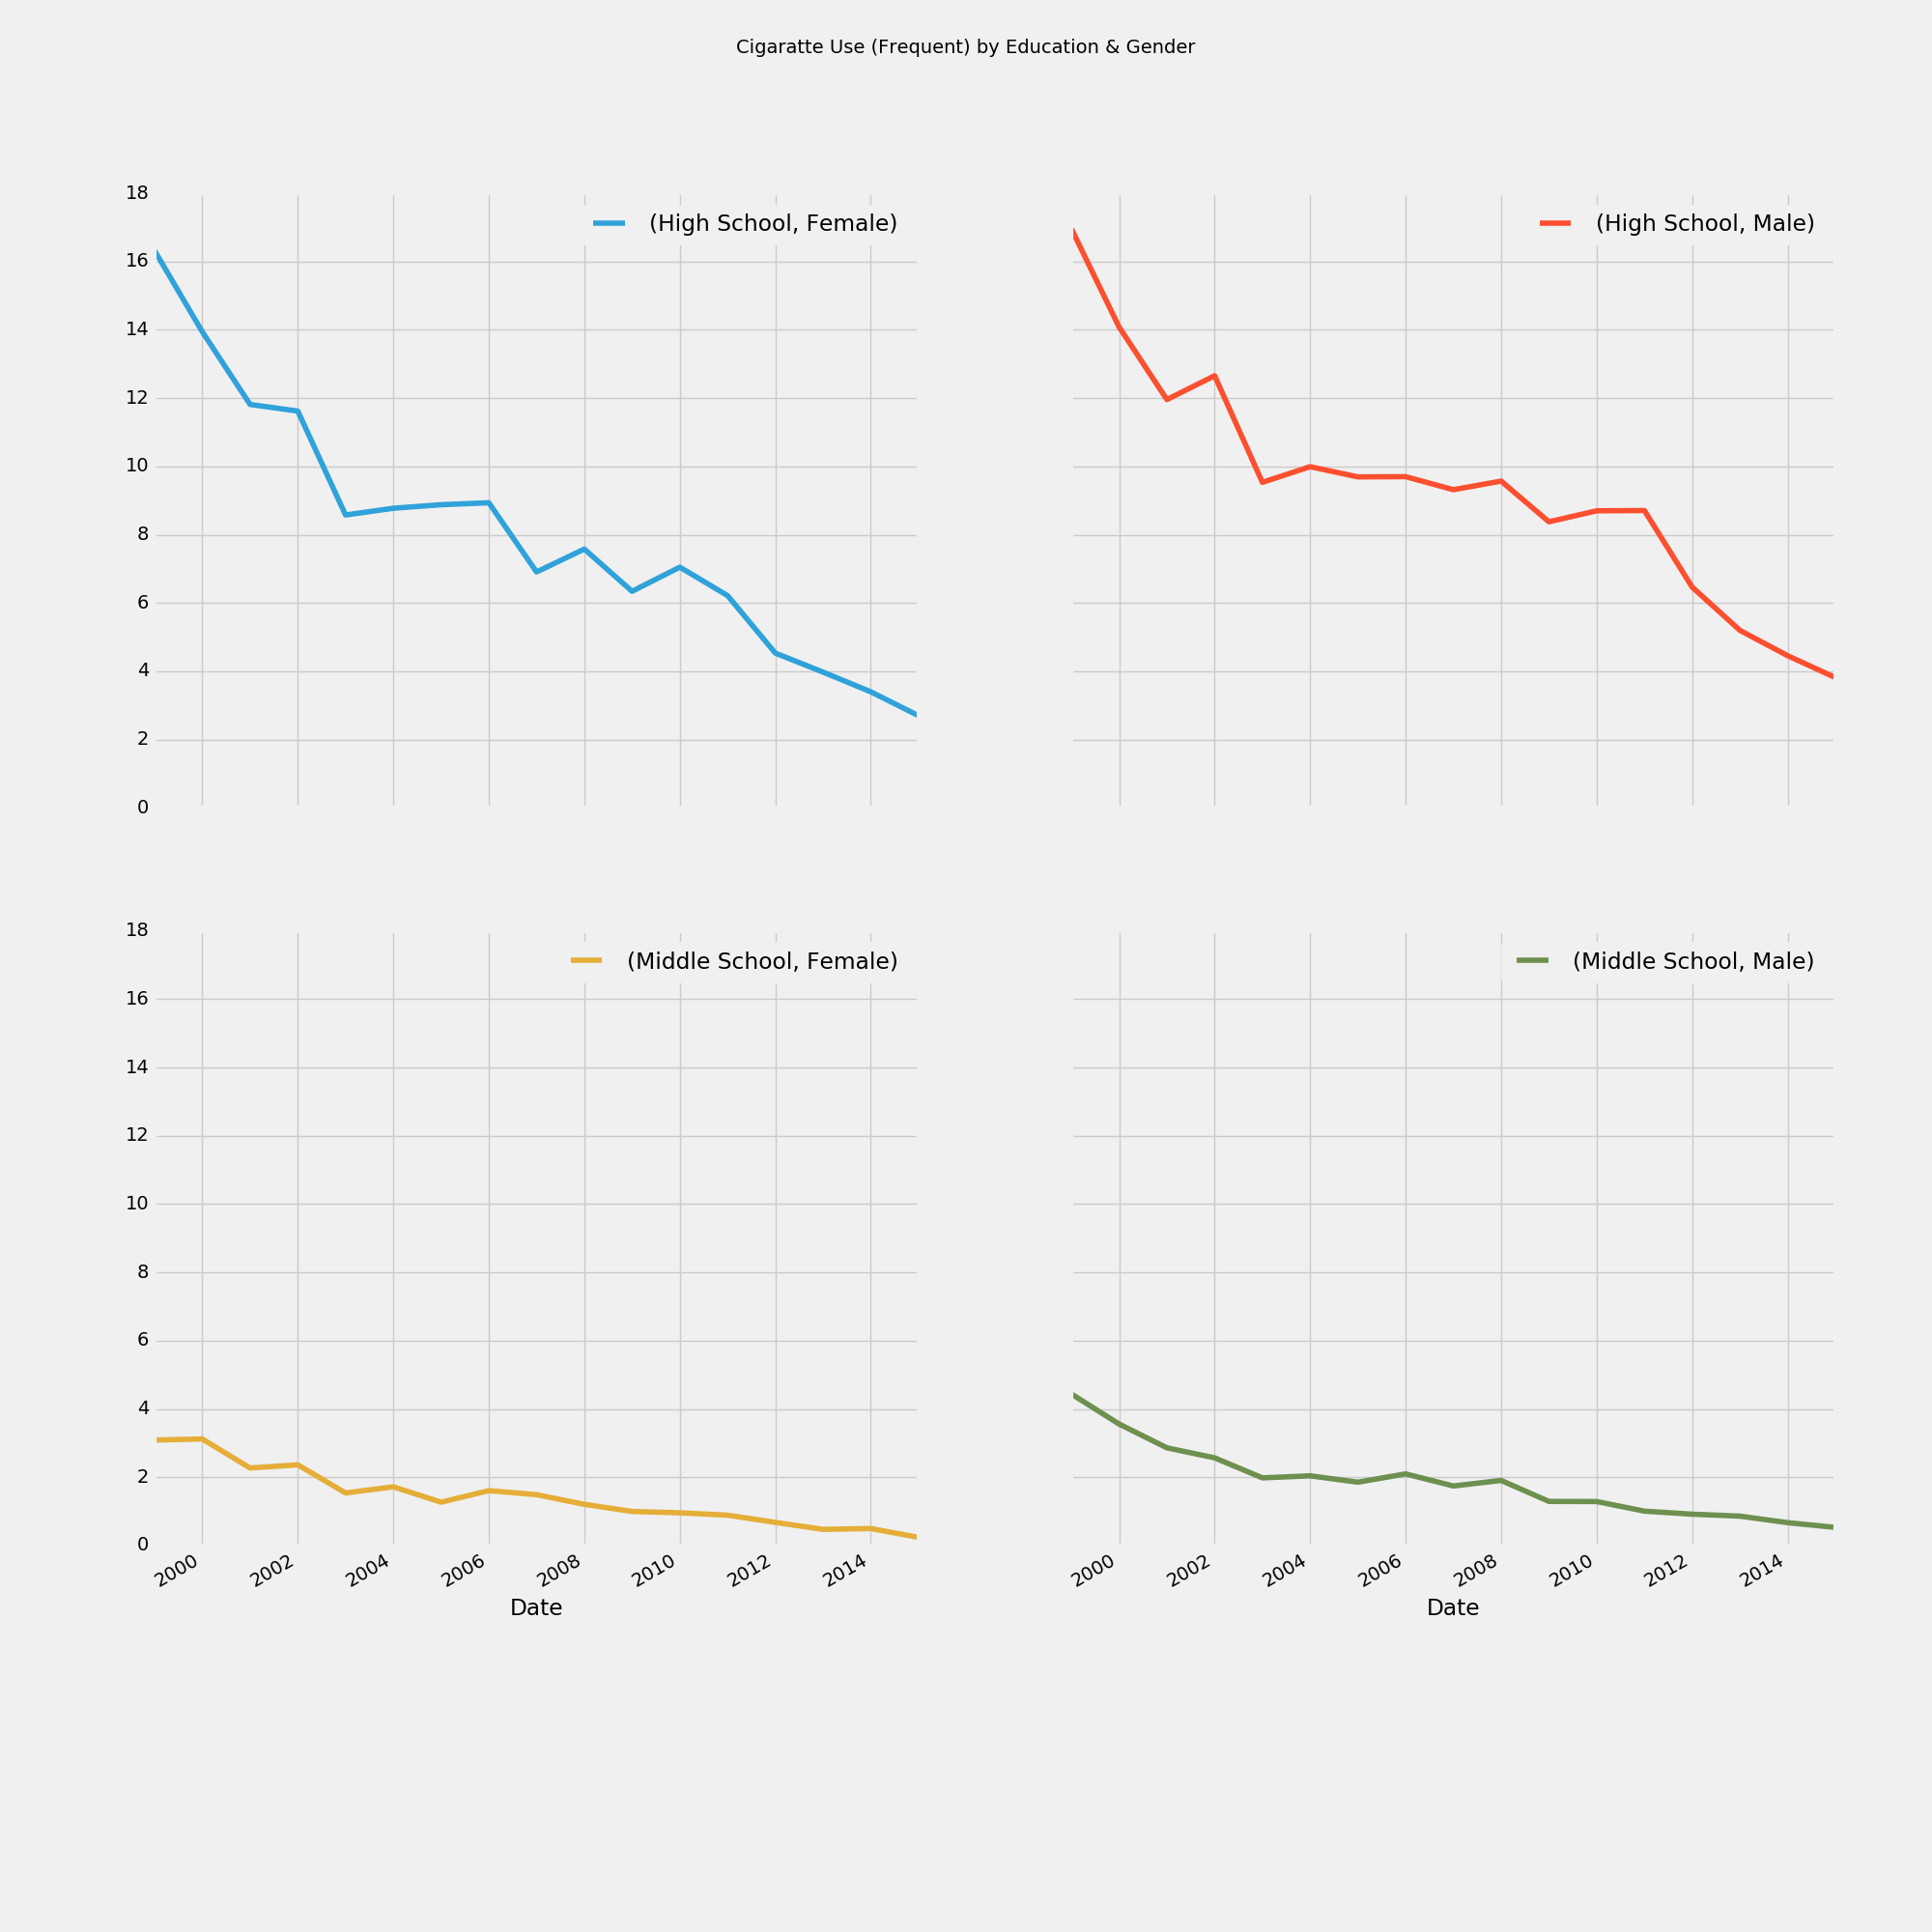 Cigaratte Use (Frequent) by Education & Gender
18
16
14
12
10
8
6
4
2
0
(High School, Female)
(High School, Male)
18
16
14
12
10
8
6
4
2
0
(Middle School, Female)
2000 2002 2004 2006 2008 2010 2012 2014
Date
(Middle School, Male)
2000 2002 2004 2006 2008 2010 2012 2014
Date